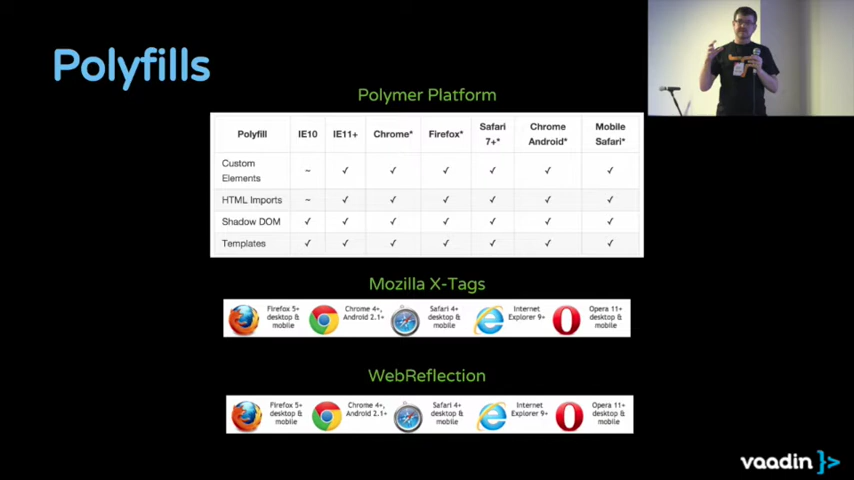 Polyfills
Polymer Platform
Polyfill IE10 IE11+ Chrome* Firefox* Safari 7+* Chrome Android* Mobile Safari*
Custom Elements ~ ✓ ✓ ✓ ✓ ✓ ✓
HTML Imports ~ ✓ ✓ ✓ ✓ ✓ ✓
Shadow DOM ✓ ✓ ✓ ✓ ✓ ✓ ✓
Templates ✓ ✓ ✓ ✓ ✓ ✓ ✓
Mozilla X-Tags
Firefox 5+ desktop & mobile
Chrome 4+, Android 2.1+
Safari 4+ desktop & mobile
Internet Explorer 9+
Opera 11+ desktop & mobile
WebReflection
Firefox 5+ desktop & mobile
Chrome 4+, Android 2.1+
Safari 4+ desktop & mobile
Internet Explorer 9+
Opera 11+ desktop & mobile
vaadin }>